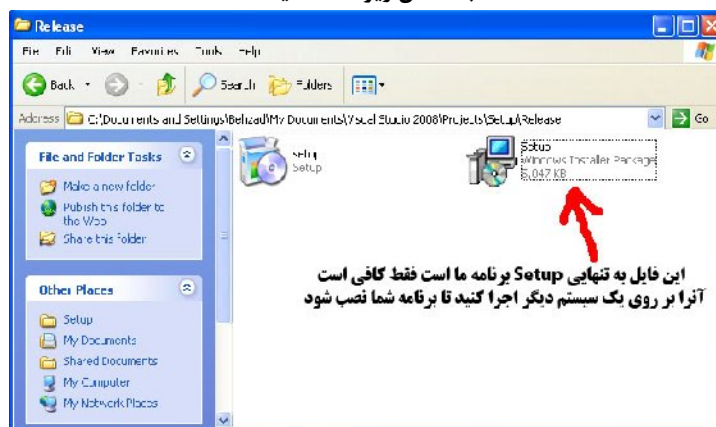 Release
File Edit View Favorites Tools Help
Back Search Folders
Address C:\Documents and Settings\Behzad\My Documents\Visual Studio 2008\Projects\Setup\Release Go
File and Folder Tasks
Make a new folder
Publish this folder to
the Web
Share this folder
Other Places
Setup
My Documents
Shared Documents
My Computer
My Network Places
setup
Setup
Setup
Windows Installer Package
5,047 KB
این فایل به تنهایی Setup برنامه ما است فقط کافی است
آنرا بر روی یک سیستم دیگر اجرا کنید تا برنامه شما نصب شود